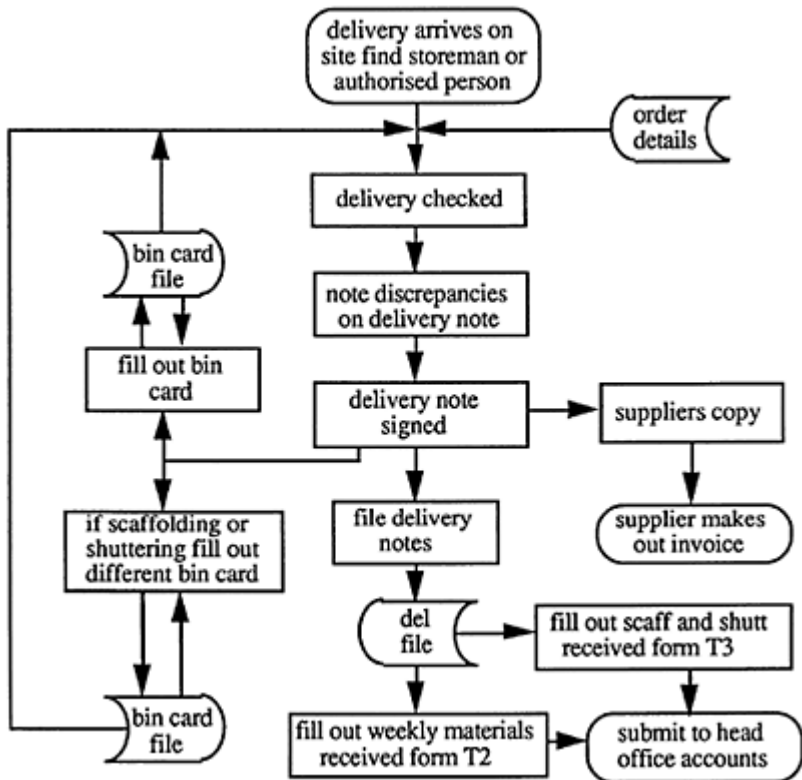 delivery arrives on
site find storeman or
authorised person
order
details
delivery checked
bin card
file
note discrepancies
on delivery note
fill out bin
card
delivery note
signed
suppliers copy
if scaffolding or
shuttering fill out
different bin card
file delivery
notes
supplier makes
out invoice
del
file
fill out scaff and shutt
received form T3
bin card
file
fill out weekly materials
received form T2
submit to head
office accounts